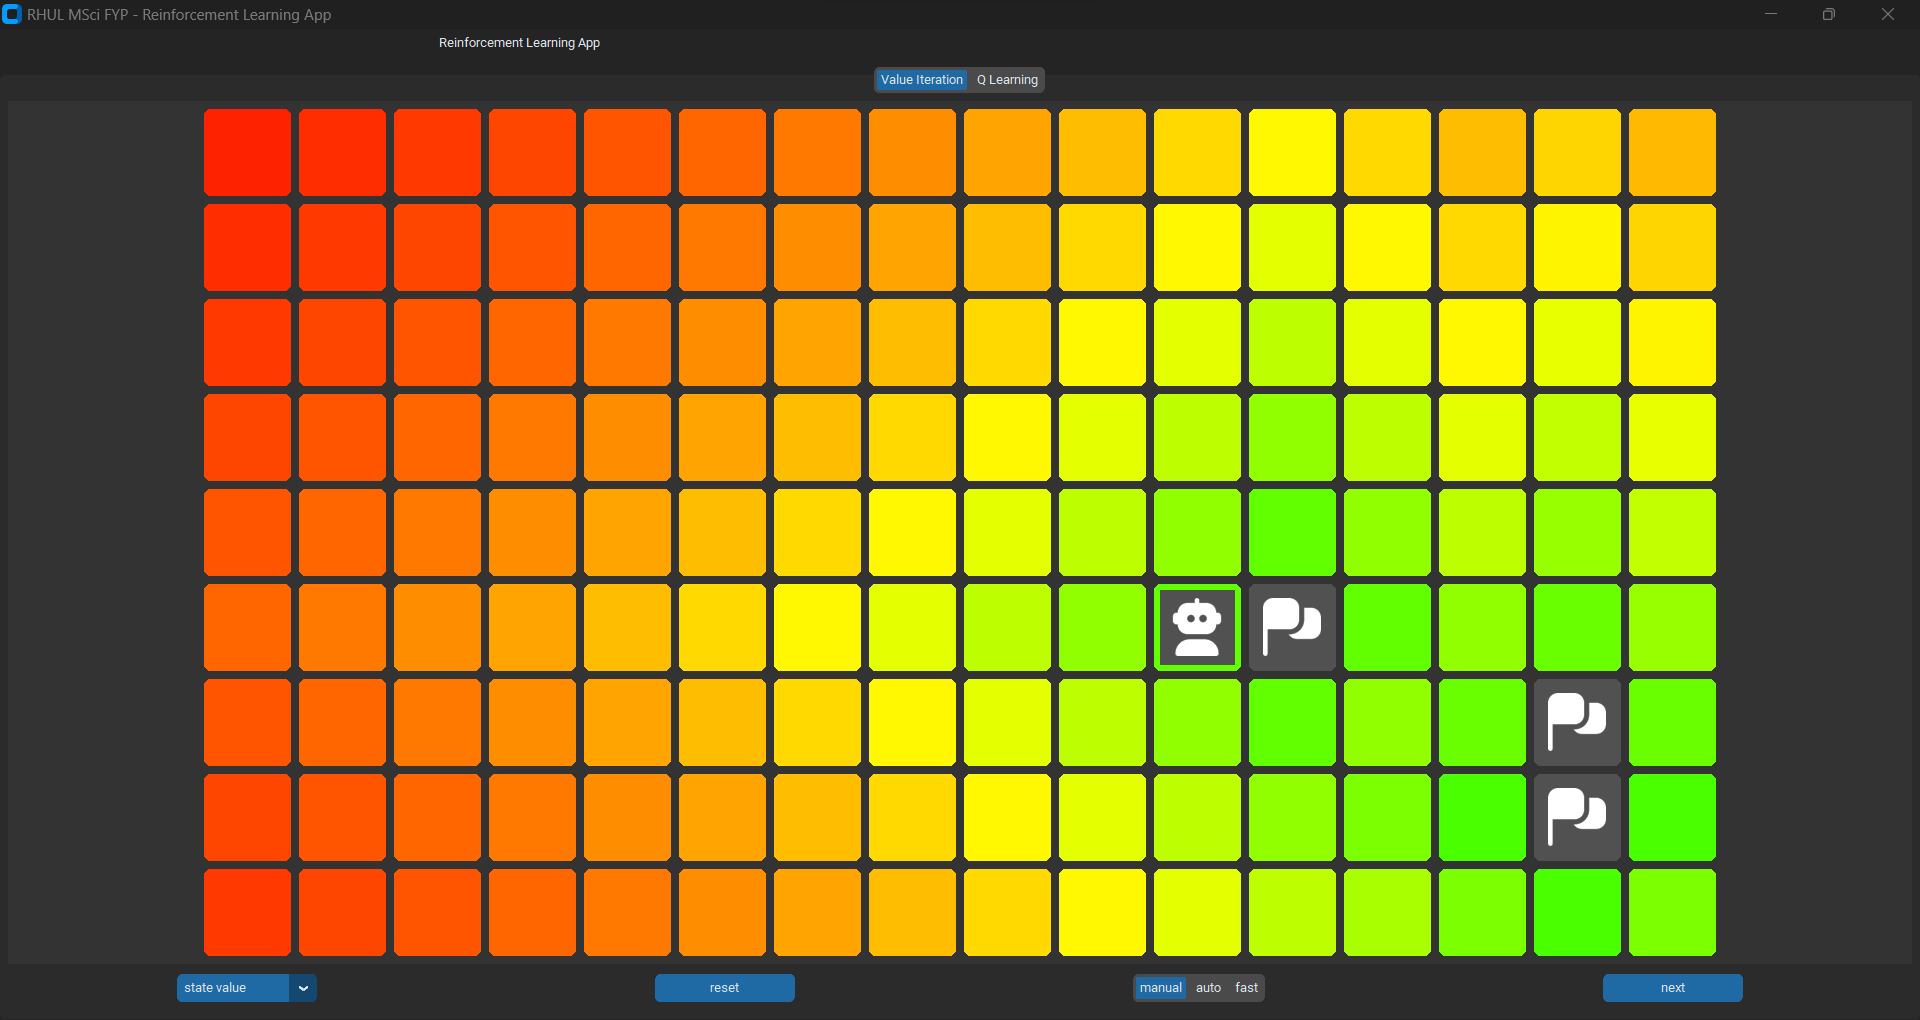 RHUL MSci FYP - Reinforcement Learning App
Reinforcement Learning App
Value Iteration Q Learning
state value reset manual auto fast next